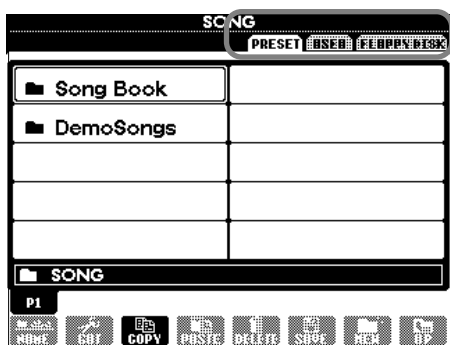 SONG
PRESET USER FLOPPY DISK
Song Book
DemoSongs
SONG
P1
NAME CUT COPY PASTE DELETE SAVE NEW UP